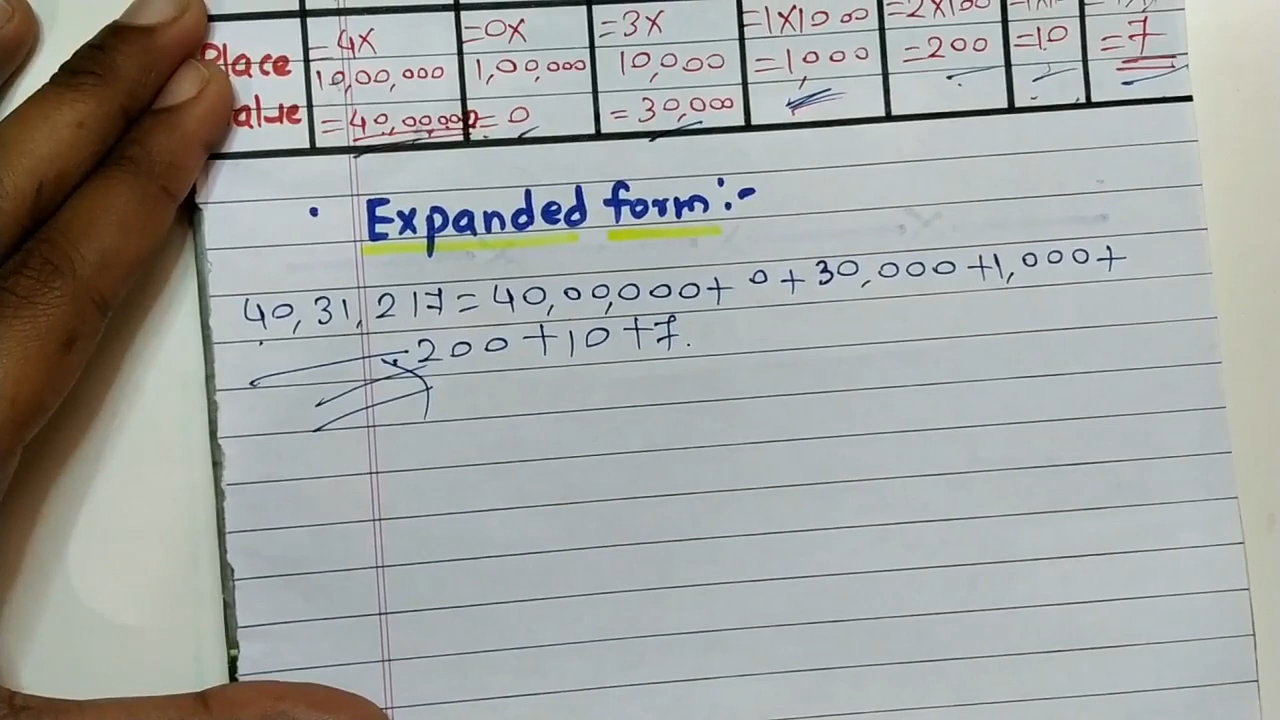 =4X =0X =3X =1X1000 =2X100
Place 10,00,000 1,00,000 10,000 =1,000 =200 =10 =7
Value =40,00,000 =0 =30,000
Expanded form:-
40,31,217=40,00,000+0+30,000+1,000+
200+10+7.